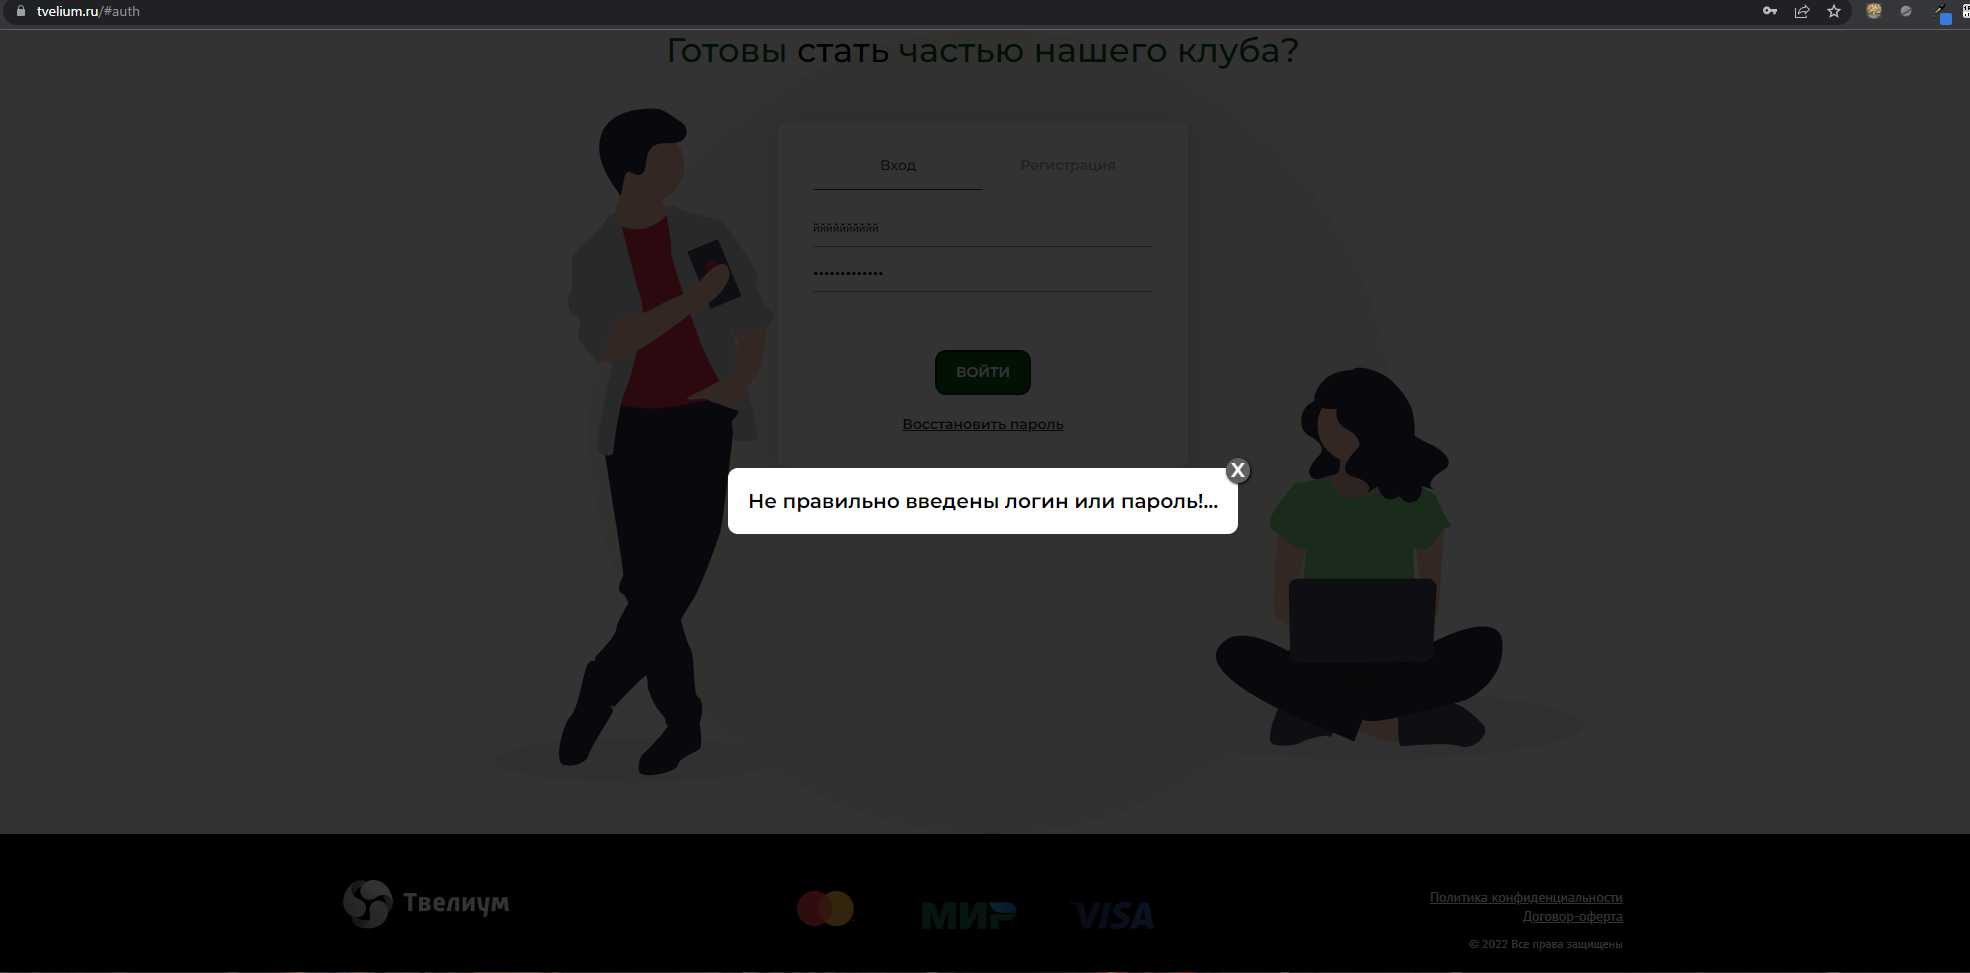 tvelium.ru/#auth
Готовы стать частью нашего клуба?
Вход
Регистрация
йййййййййй
•••••••••••••
ВОЙТИ
Восстановить пароль
X
Не правильно введены логин или пароль!...
Твелиум
МИР
VISA
Политика конфиденциальности
Договор-оферта
© 2022 Все права защищены